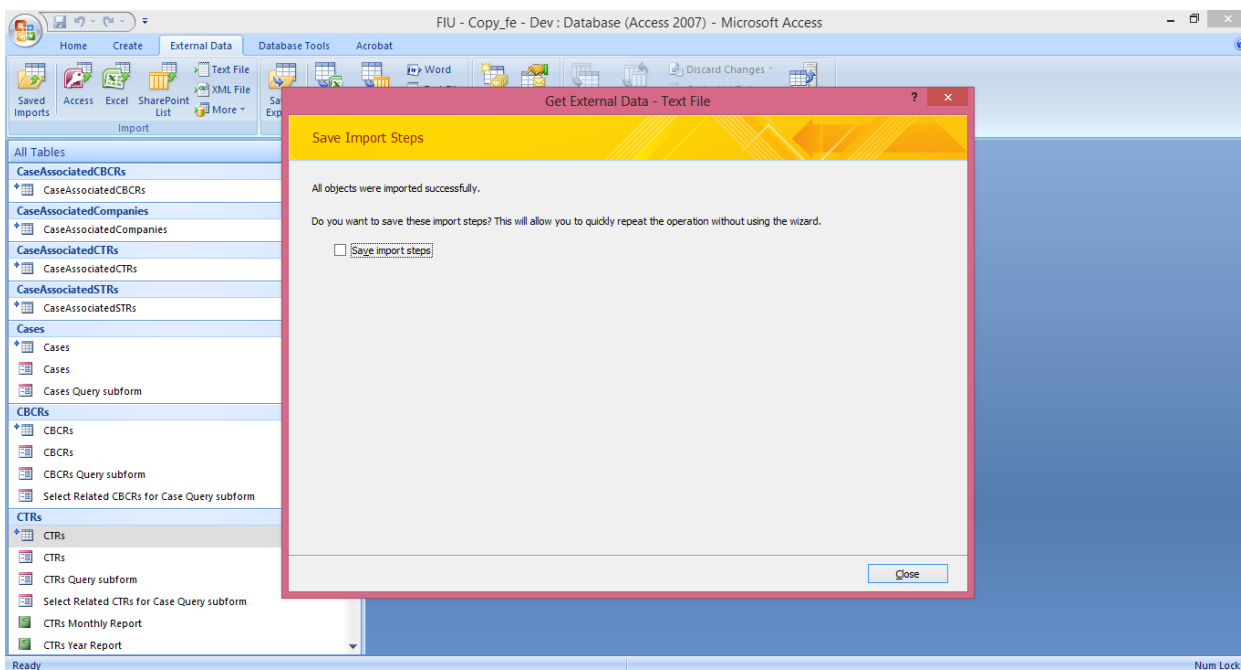 FIU - Copy_fe - Dev : Database (Access 2007) - Microsoft Access
Home Create External Data Database Tools Acrobat
Text File
XML File
More
Word
Discard Changes
Saved Imports
Access
Excel
SharePoint List
Import
Get External Data - Text File
?
Save Import Steps
All objects were imported successfully.
Do you want to save these import steps? This will allow you to quickly repeat the operation without using the wizard.
Save import steps
Close
All Tables
CaseAssociatedCBCRs
CaseAssociatedCBCRs
CaseAssociatedCompanies
CaseAssociatedCompanies
CaseAssociatedCTRs
CaseAssociatedCTRs
CaseAssociatedSTRs
CaseAssociatedSTRs
Cases
Cases
Cases
Cases Query subform
CBCRs
CBCRs
CBCRs
CBCRs Query subform
Select Related CBCRs for Case Query subform
CTRs
CTRs
CTRs
CTRs Query subform
Select Related CTRs for Case Query subform
CTRs Monthly Report
CTRs Year Report
Ready
Num Lock